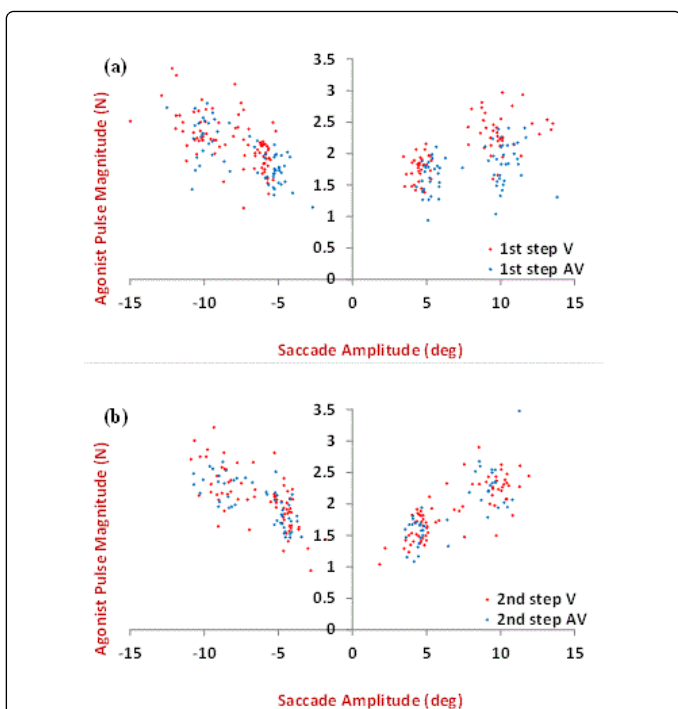 (a)
Agonist Pulse Magnitude (N)
3.5
3
2.5
2
1.5
1
0.5
0
-15 -10 -5 0 5 10 15
1st step V
1st step AV
Saccade Amplitude (deg)
(b)
Agonist Pulse Magnitude (N)
3.5
3
2.5
2
1.5
1
0.5
0
-15 -10 -5 0 5 10 15
2nd step V
2nd step AV
Saccade Amplitude (deg)